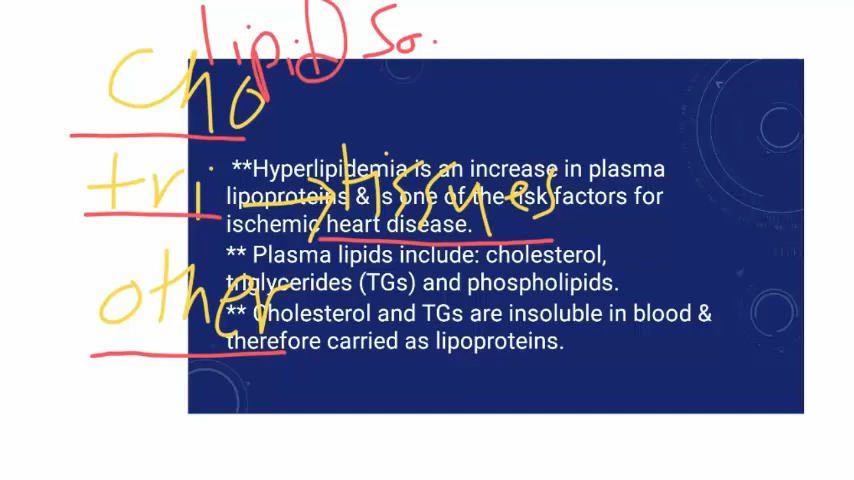 lipid so.
Cho
tri → tissues
other
**Hyperlipidemia is an increase in plasma
lipoproteins & is one of the risk factors for
ischemic heart disease.
** Plasma lipids include: cholesterol,
triglycerides (TGs) and phospholipids.
** Cholesterol and TGs are insoluble in blood &
therefore carried as lipoproteins.